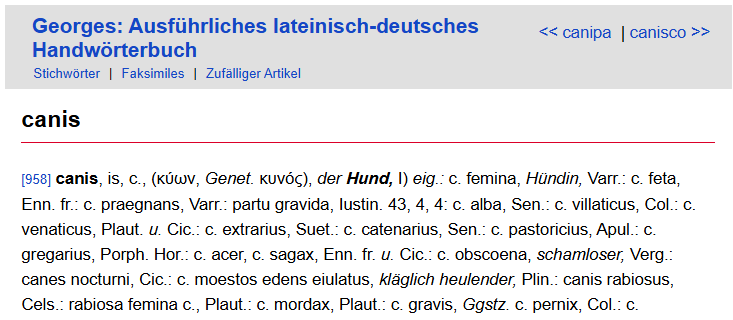 Georges: Ausführliches lateinisch-deutsches
Handwörterbuch
<< canipa | canisco >>
Stichwörter | Faksimiles | Zufälliger Artikel
canis
[958] canis, is, c., (κύων, Genet. κυνός), der Hund, I) eig.: c. femina, Hündin, Varr.: c. feta,
Enn. fr.: c. praegnans, Varr.: partu gravida, Iustin. 43, 4, 4: c. alba, Sen.: c. villaticus, Col.: c.
venaticus, Plaut. u. Cic.: c. extrarius, Suet.: c. catenarius, Sen.: c. pastoricius, Apul.: c.
gregarius, Porph. Hor.: c. acer, c. sagax, Enn. fr. u. Cic.: c. obscoena, schamloser, Verg.:
canes nocturni, Cic.: c. moestos edens eiulatus, kläglich heulender, Plin.: canis rabiosus,
Cels.: rabiosa femina c., Plaut.: c. mordax, Plaut.: c. gravis, Ggstz. c. pernix, Col.: c.